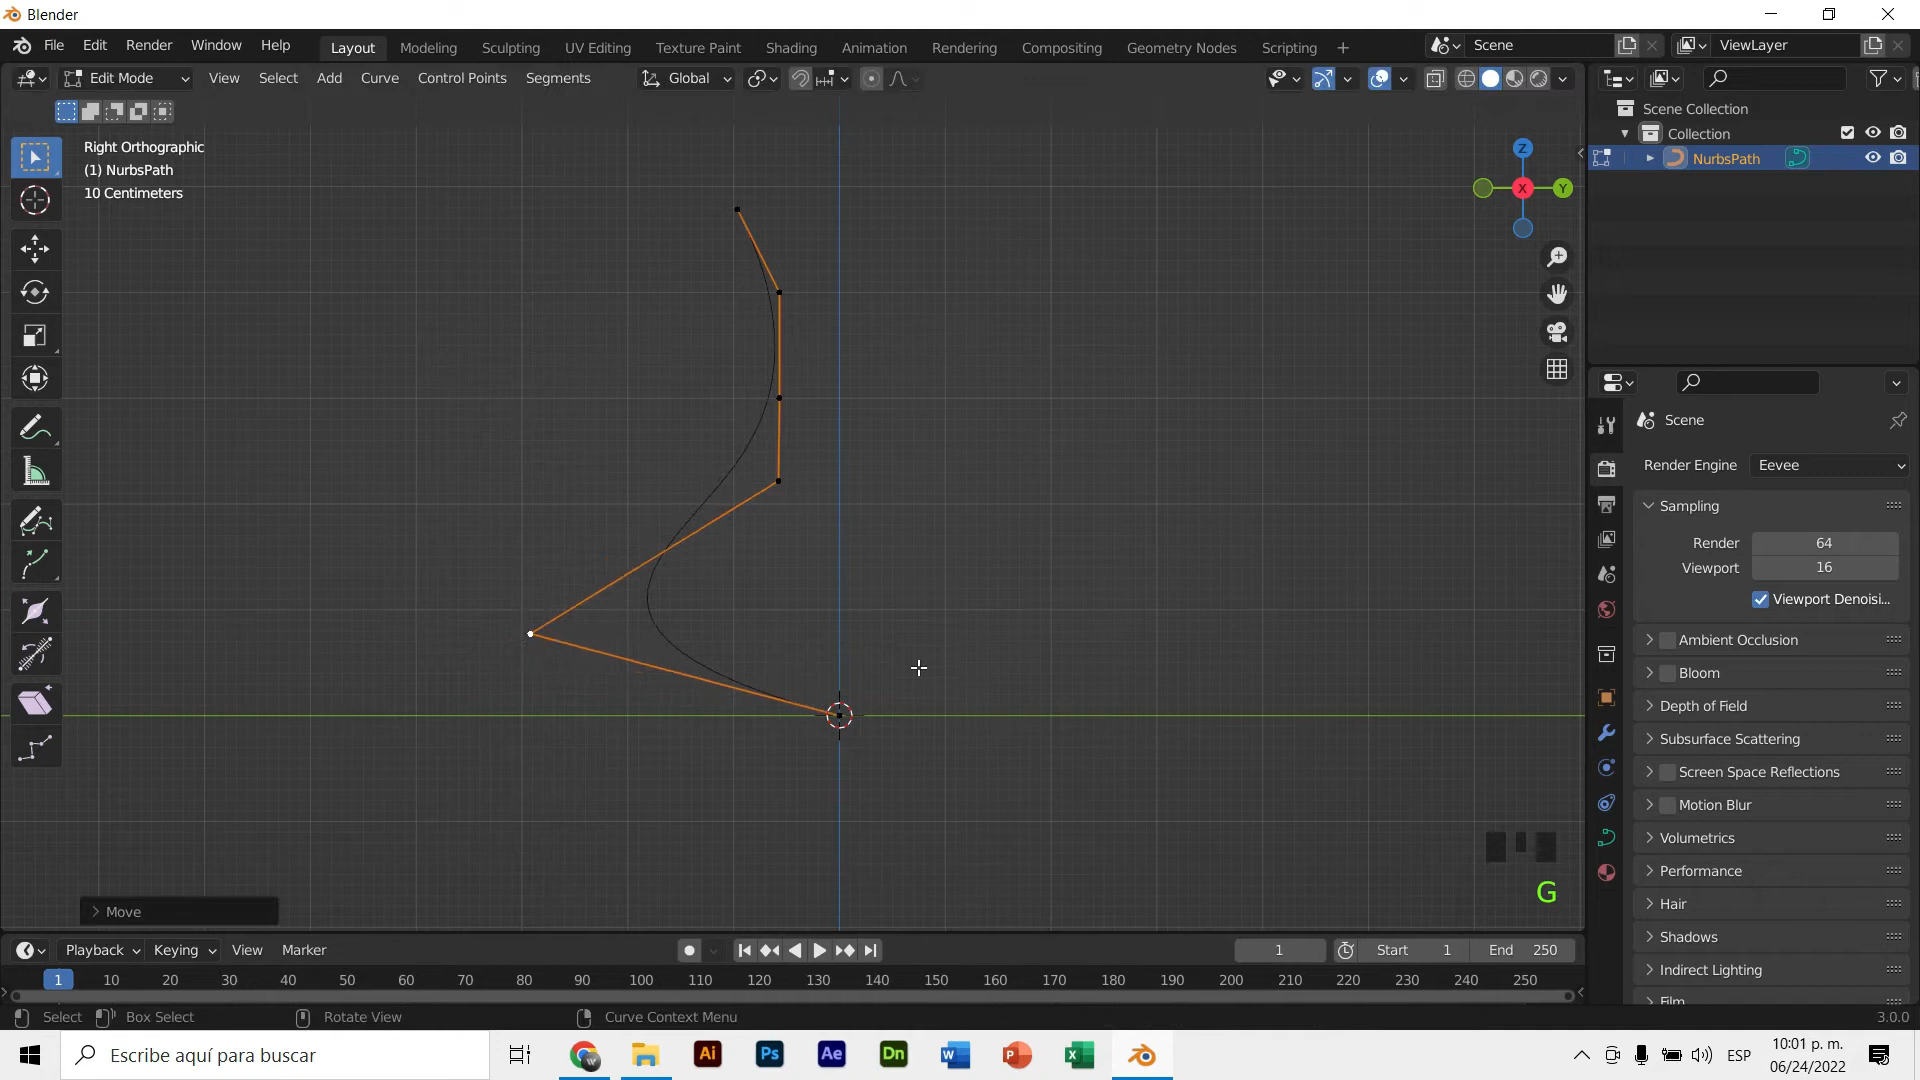 Blender
File Edit Render Window Help Layout Modeling Sculpting UV Editing Texture Paint Shading Animation Rendering Compositing Geometry Nodes Scripting + Scene ViewLayer
Edit Mode View Select Add Curve Control Points Segments Global
Scene Collection
Collection
NurbsPath
Right Orthographic
(1) NurbsPath
10 Centimeters
Z
X
Y
Scene
Render Engine Eevee
Sampling
Render 64
Viewport 16
Viewport Denoisi...
Ambient Occlusion
Bloom
Depth of Field
Subsurface Scattering
Screen Space Reflections
Motion Blur
Volumetrics
Performance
Hair
Shadows
Indirect Lighting
Film
G
Move
Playback Keying View Marker 1 Start 1 End 250
1 10 20 30 40 50 60 70 80 90 100 110 120 130 140 150 160 170 180 190 200 210 220 230 240 250
Select Box Select Rotate View Curve Context Menu 3.0.0
Escribe aquí para buscar
Ai Ps Ae Dn W P X
ESP
10:01 p. m.
06/24/2022